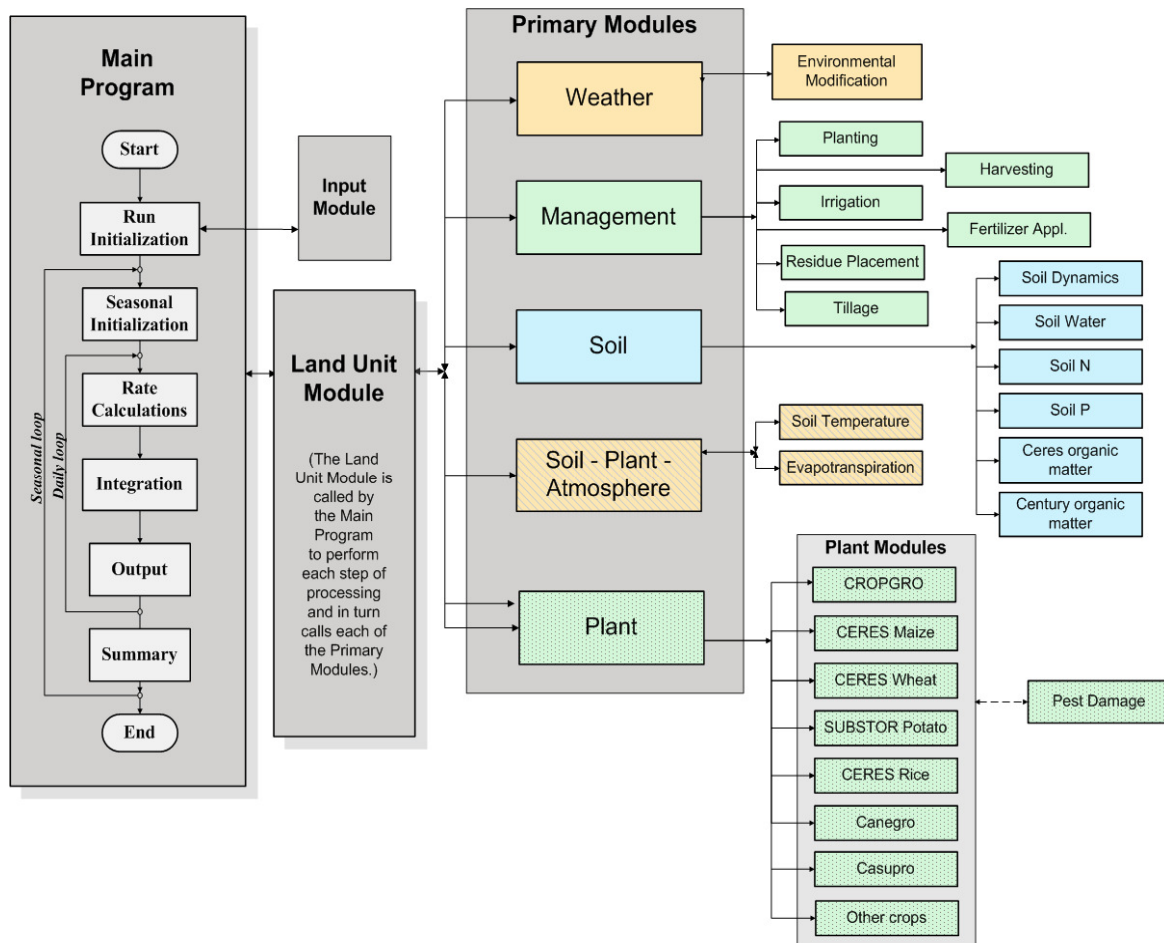 Main
Program
Start
Run
Initialization
Seasonal
Initialization
Rate
Calculations
Integration
Output
Summary
End
Seasonal loop
Daily loop
Input
Module
Land Unit
Module
(The Land
Unit Module is
called by
the Main
Program
to perform
each step of
processing
and in turn
calls each of
the Primary
Modules.)
Primary Modules
Weather
Management
Soil
Soil - Plant -
Atmosphere
Plant
Environmental
Modification
Planting
Harvesting
Irrigation
Fertilizer Appl.
Residue Placement
Tillage
Soil Dynamics
Soil Water
Soil N
Soil P
Ceres organic
matter
Century organic
matter
Soil Temperature
Evapotranspiration
Plant Modules
CROPGRO
CERES Maize
CERES Wheat
SUBSTOR Potato
CERES Rice
Canegro
Casupro
Other crops
Pest Damage